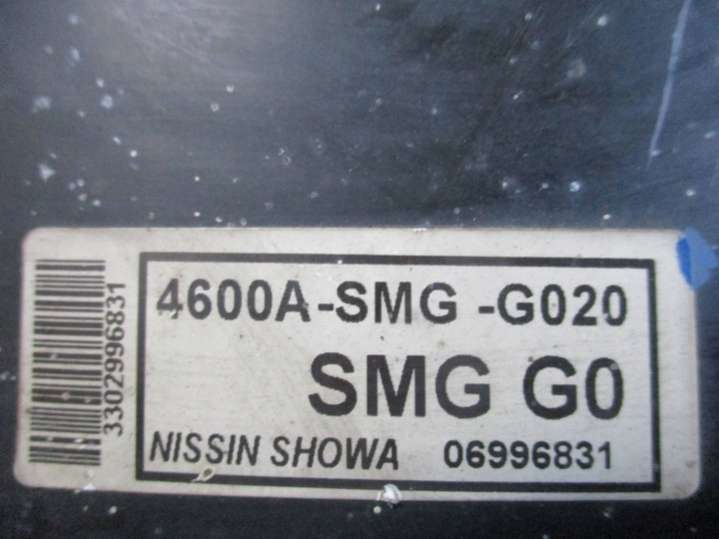 3302996831
4600A-SMG -G020
SMG G0
NISSIN SHOWA 06996831